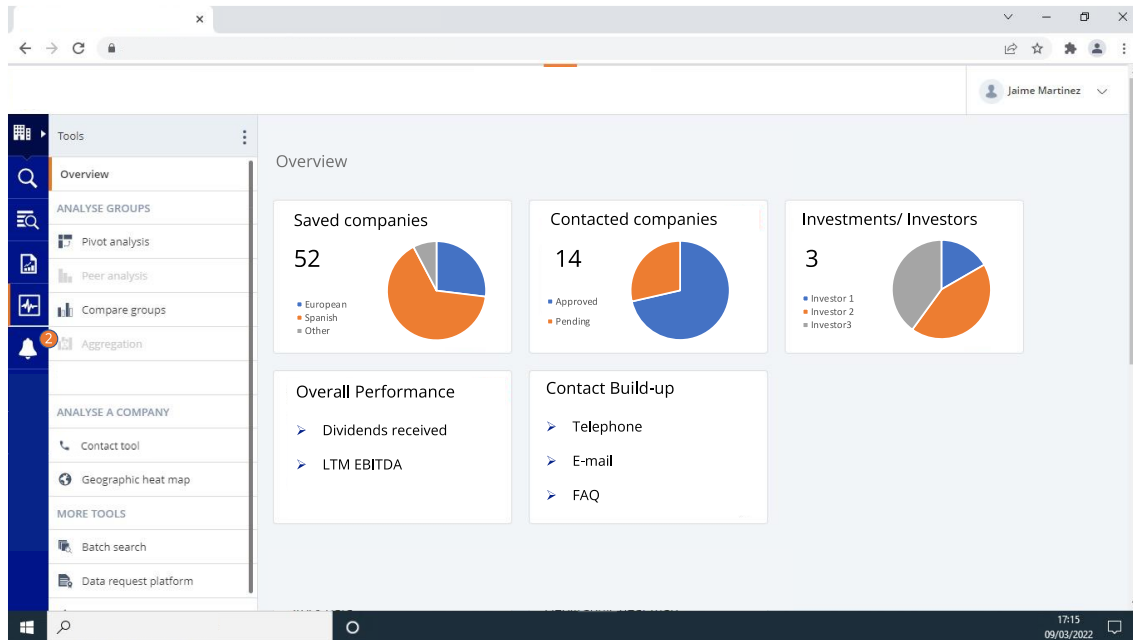 Jaime Martinez
Tools
Overview
ANALYSE GROUPS
Pivot analysis
Peer analysis
Compare groups
2
Aggregation
ANALYSE A COMPANY
Contact tool
Geographic heat map
MORE TOOLS
Batch search
Data request platform
Overview
Saved companies
52
European
Spanish
Other
Contacted companies
14
Approved
Pending
Investments/ Investors
3
Investor 1
Investor 2
Investor3
Overall Performance
Dividends received
LTM EBITDA
Contact Build-up
Telephone
E-mail
FAQ
17:15
09/03/2022